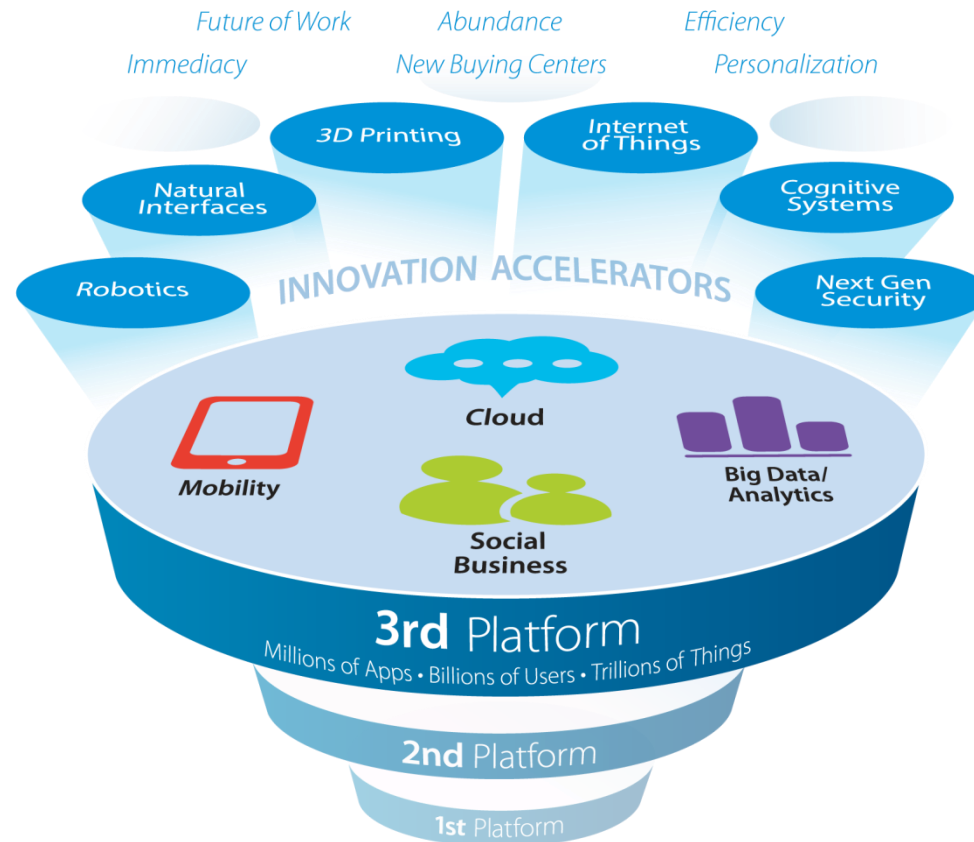 Future of Work Abundance Efficiency
Immediacy New Buying Centers Personalization
3D Printing
Internet
of Things
Natural
Interfaces
Cognitive
Systems
Robotics
Next Gen
Security
INNOVATION ACCELERATORS
Cloud
Mobility
Big Data/
Analytics
Social
Business
3rd Platform
Millions of Apps • Billions of Users • Trillions of Things
2nd Platform
1st Platform